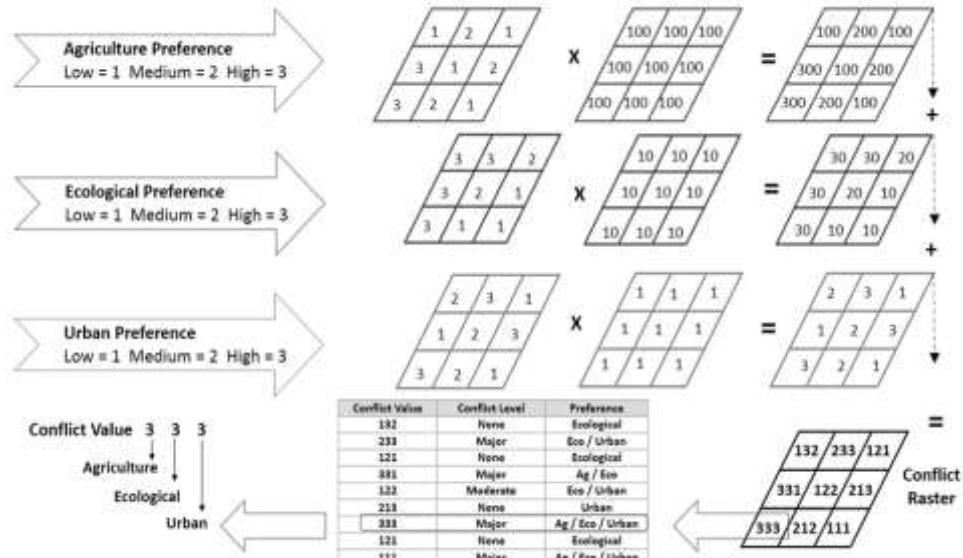 Agriculture Preference
Low = 1 Medium = 2 High = 3
1 2 1
3 1 2
3 2 1
x
100 100 100
100 100 100
100 100 100
=
100 200 100
300 100 200
300 200 100
+
Ecological Preference
Low = 1 Medium = 2 High = 3
3 3 2
3 2 1
3 1 1
x
10 10 10
10 10 10
10 10 10
=
30 30 20
30 20 10
30 10 10
+
Urban Preference
Low = 1 Medium = 2 High = 3
2 3 1
1 2 3
3 2 1
x
1 1 1
1 1 1
1 1 1
=
2 3 1
1 2 3
3 2 1
=
Conflict Value 3 3 3
Agriculture
Ecological
Urban
Conflict Value Conflict Level Preference
132 None Ecological
233 Major Eco / Urban
121 None Ecological
331 Major Ag / Eco
122 Moderate Eco / Urban
213 None Urban
333 Major Ag / Eco / Urban
121 None Ecological
111 Major Ag / Eco / Urban
132 233 121
331 122 213
333 212 111
Conflict
Raster